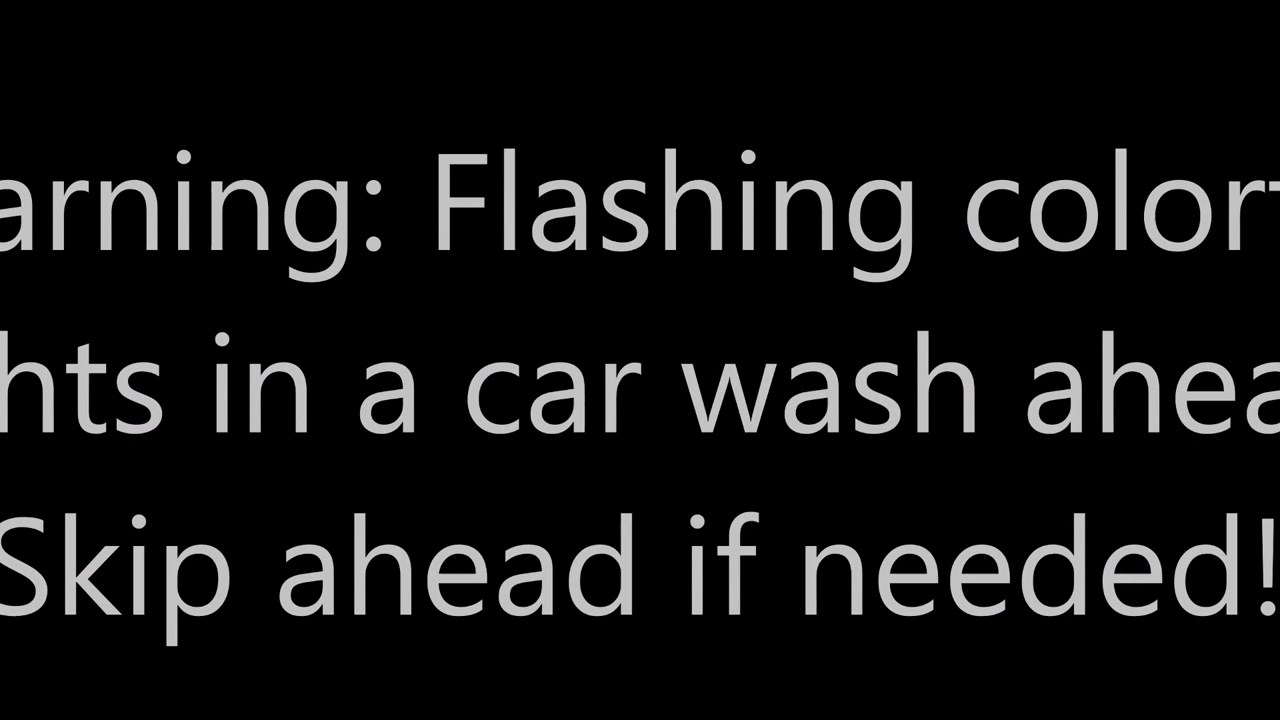 arning: Flashing color
hts in a car wash ahea
Skip ahead if needed!